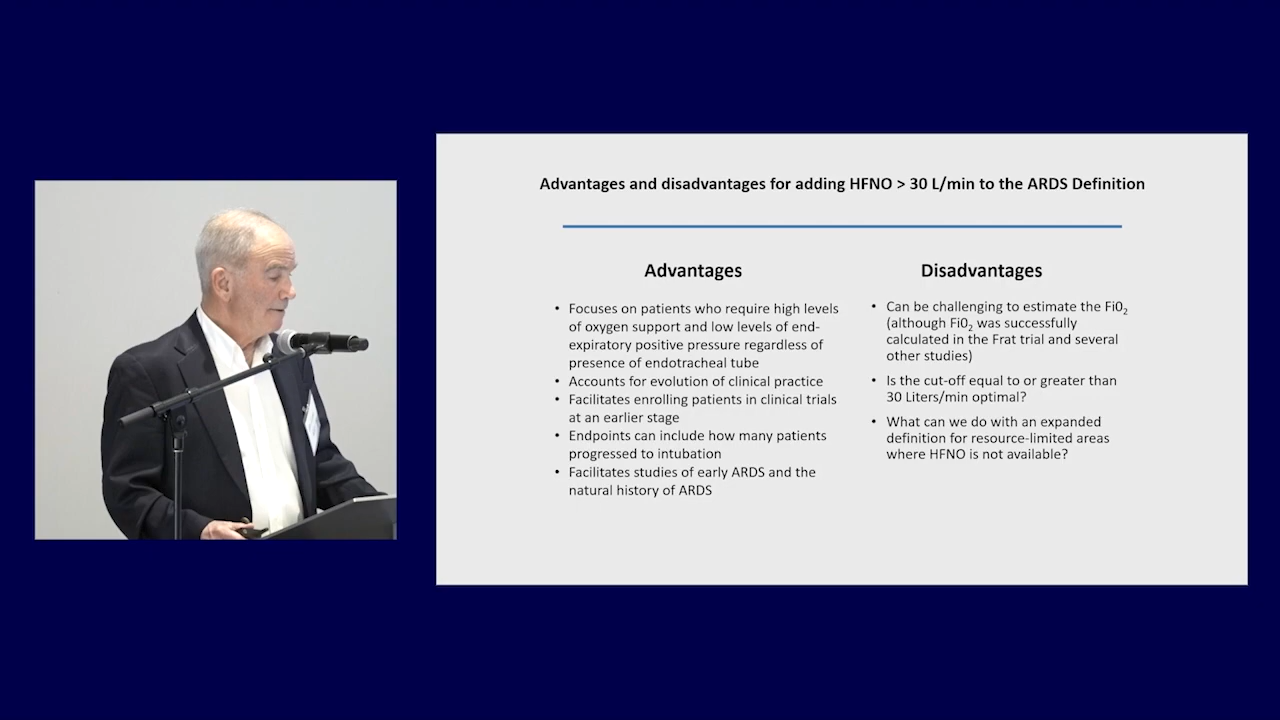 Advantages and disadvantages for adding HFNO > 30 L/min to the ARDS Definition
Advantages
• Focuses on patients who require high levels
of oxygen support and low levels of end-
expiratory positive pressure regardless of
presence of endotracheal tube
• Accounts for evolution of clinical practice
• Facilitates enrolling patients in clinical trials
at an earlier stage
• Endpoints can include how many patients
progressed to intubation
• Facilitates studies of early ARDS and the
natural history of ARDS
Disadvantages
• Can be challenging to estimate the Fi0₂
(although Fi0₂ was successfully
calculated in the Frat trial and several
other studies)
• Is the cut-off equal to or greater than
30 Liters/min optimal?
• What can we do with an expanded
definition for resource-limited areas
where HFNO is not available?